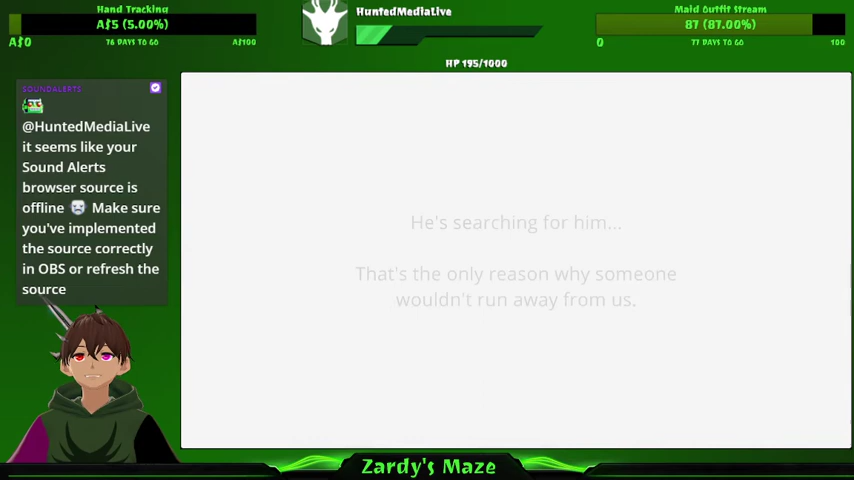 Hand Tracking
A$5 (5.00%)
A$0
76 DAYS TO GO
A$100
HuntedMediaLive
HP 195/1000
Maid Outfit Stream
87 (87.00%)
0
77 DAYS TO GO
100
SOUNDALERTS
@HuntedMediaLive
it seems like your
Sound Alerts
browser source is
offline Make sure
you've implemented
the source correctly
in OBS or refresh the
source
He's searching for him...
That's the only reason why someone
wouldn't run away from us.
Zardy's Maze